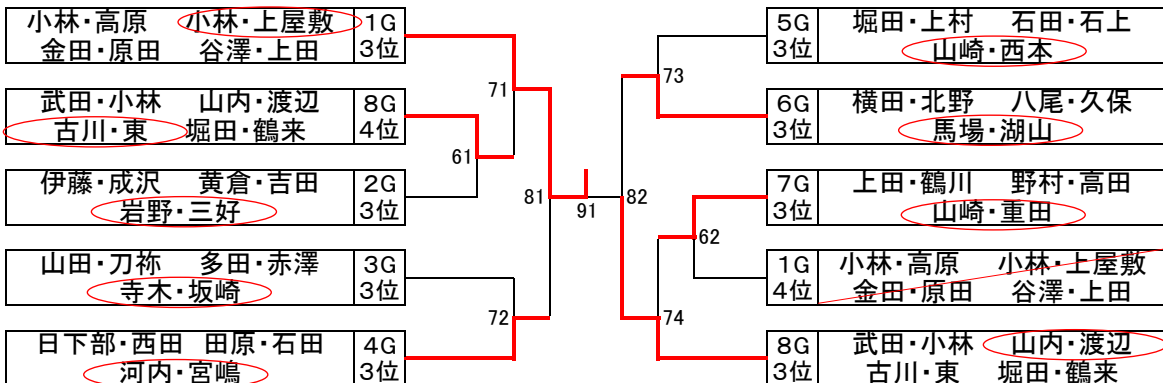 小林・高原 小林・上屋敷 1G
金田・原田 谷澤・上田 3位
武田・小林 山内・渡辺 8G
古川・東 堀田・鶴来 4位
伊藤・成沢 黄倉・吉田 2G
岩野・三好 3位
山田・刀祢 多田・赤澤 3G
寺木・坂崎 3位
日下部・西田 田原・石田 4G
河内・宮嶋 3位
71
61
81
72
91
82
73
62
74
5G 堀田・上村 石田・石上
3位 山崎・西本
6G 横田・北野 八尾・久保
3位 馬場・湖山
7G 上田・鶴川 野村・高田
3位 山崎・重田
1G 小林・高原 小林・上屋敷
4位 金田・原田 谷澤・上田
8G 武田・小林 山内・渡辺
3位 古川・東 堀田・鶴来